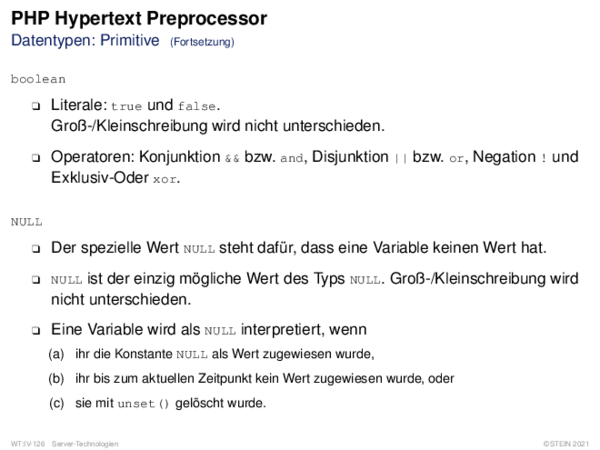 PHP Hypertext Preprocessor
Datentypen: Primitive (Fortsetzung)
boolean
❑ Literale: true und false.
Groß-/Kleinschreibung wird nicht unterschieden.
❑ Operatoren: Konjunktion && bzw. and, Disjunktion || bzw. or, Negation ! und
Exklusiv-Oder xor.
NULL
❑ Der spezielle Wert NULL steht dafür, dass eine Variable keinen Wert hat.
❑ NULL ist der einzig mögliche Wert des Typs NULL. Groß-/Kleinschreibung wird
nicht unterschieden.
❑ Eine Variable wird als NULL interpretiert, wenn
(a) ihr die Konstante NULL als Wert zugewiesen wurde,
(b) ihr bis zum aktuellen Zeitpunkt kein Wert zugewiesen wurde, oder
(c) sie mit unset() gelöscht wurde.
WT:IV-126 Server-Technologien ©STEIN 2021